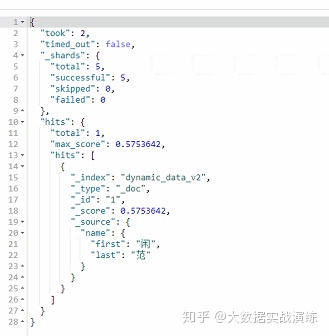 1 {
2 "took": 2,
3 "timed_out": false,
4 "_shards": {
5 "total": 5,
6 "successful": 5,
7 "skipped": 0,
8 "failed": 0
9 },
10 "hits": {
11 "total": 1,
12 "max_score": 0.5753642,
13 "hits": [
14 {
15 "_index": "dynamic_data_v2",
16 "_type": "_doc",
17 "_id": "1",
18 "_score": 0.5753642,
19 "_source": {
20 "name": {
21 "first": "闲",
22 "last": "范"
23 }
24 }
25 }
26 ]
27 }
28 }
知乎 @大数据实战演练